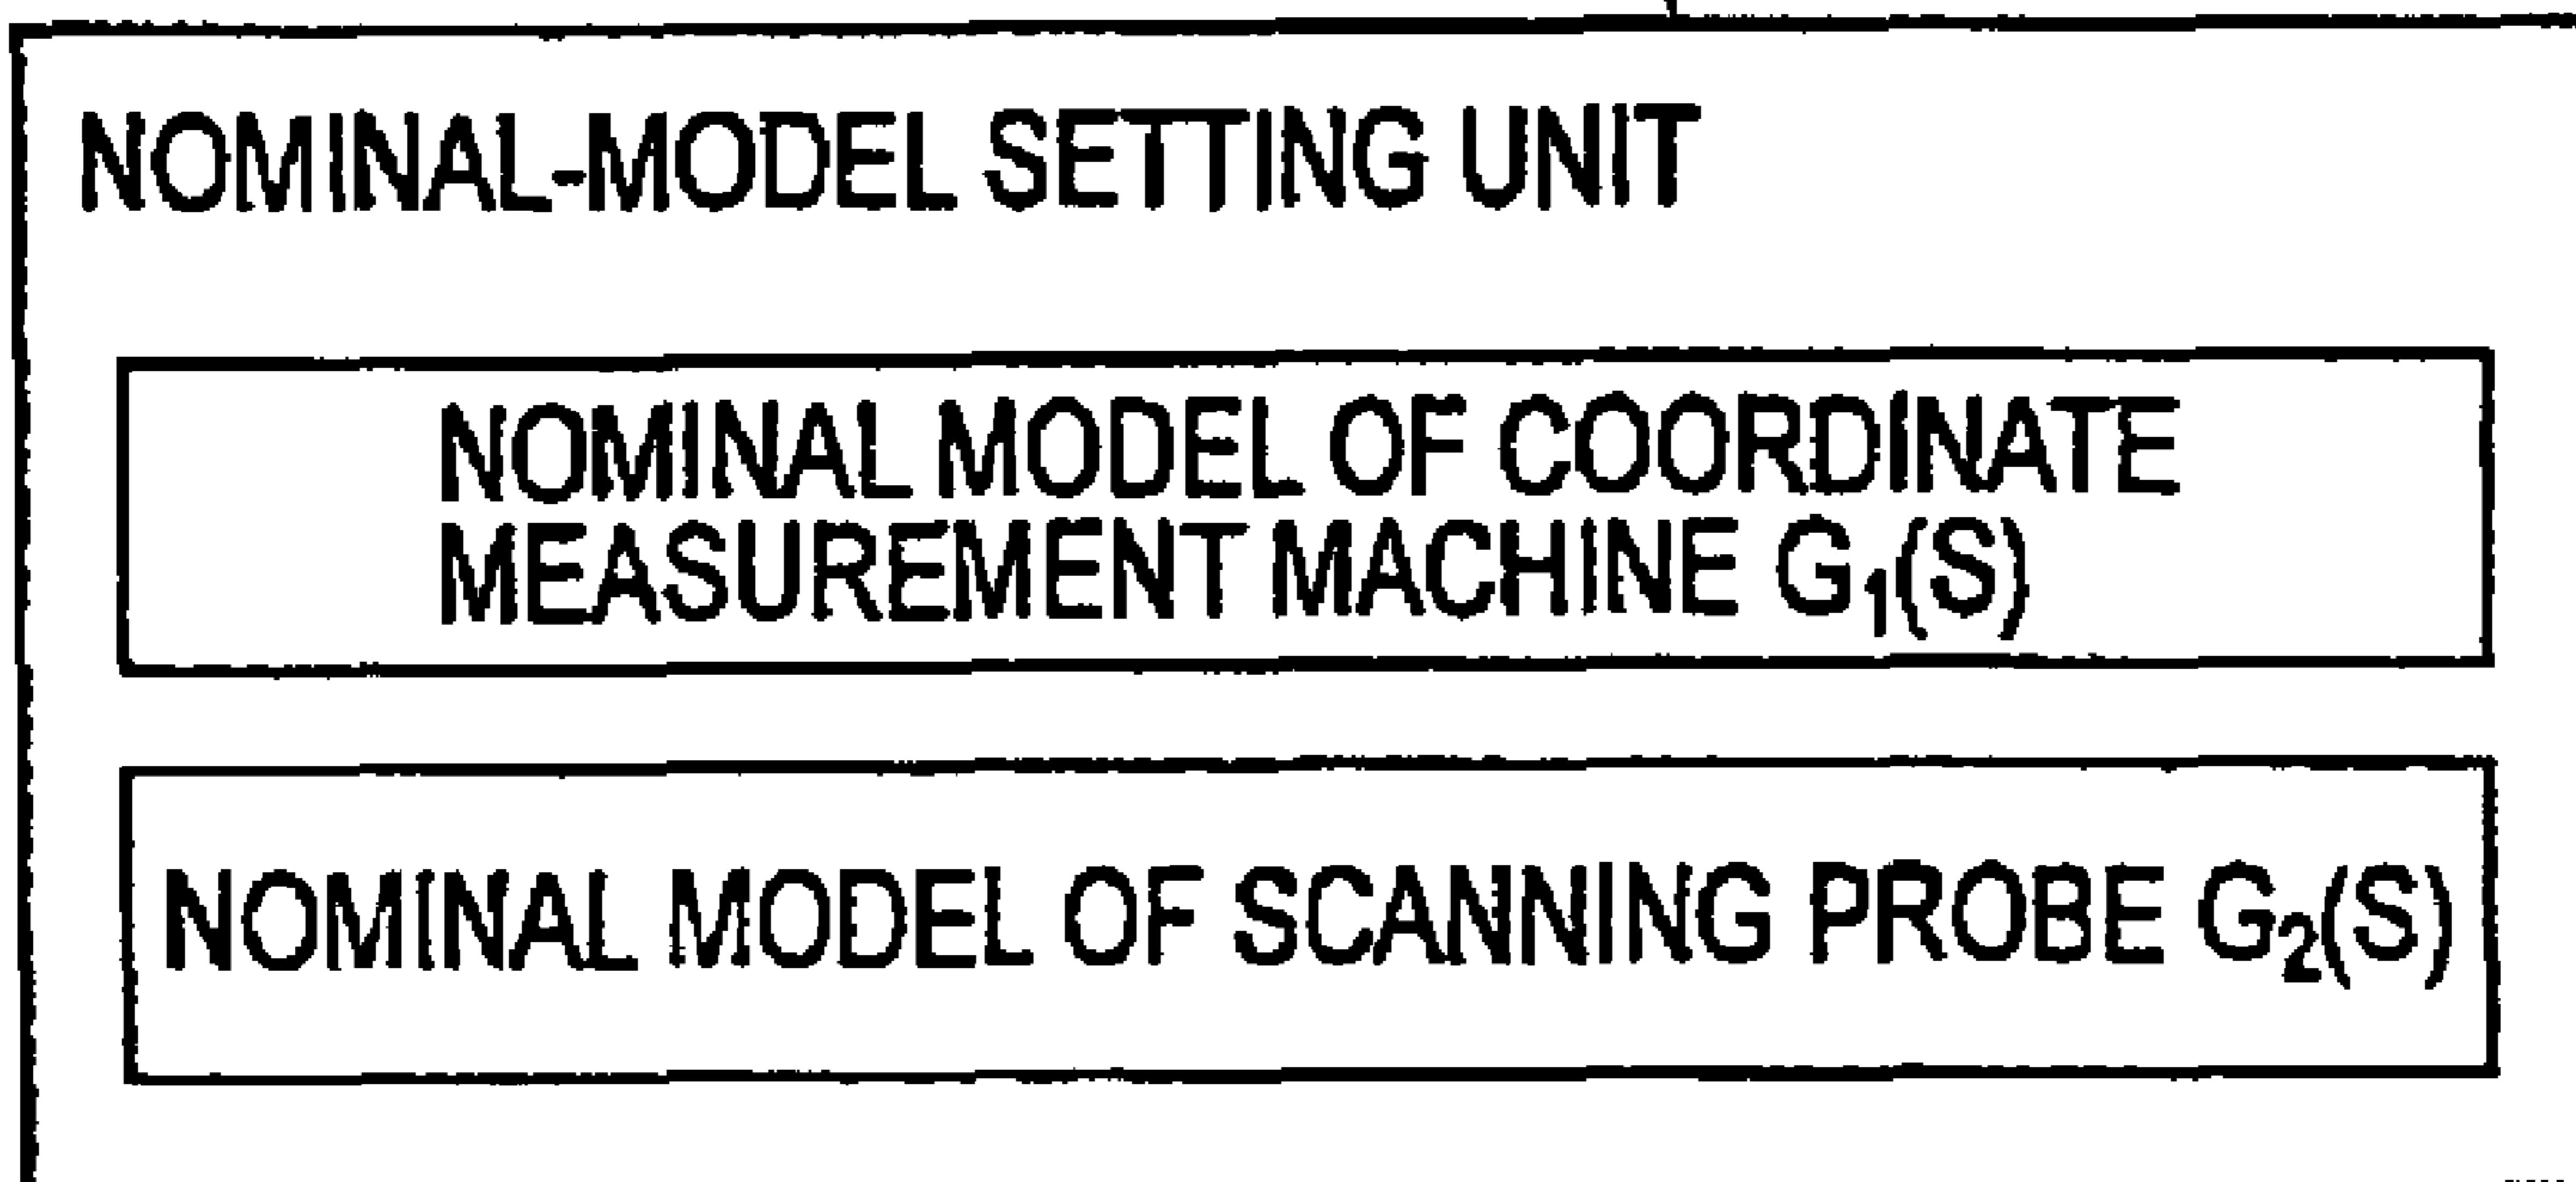 NOMINAL-MODEL SETTING UNIT
NOMINAL MODEL OF COORDINATE
MEASUREMENT MACHINE G₁(S)
NOMINAL MODEL OF SCANNING PROBE G₂(S)